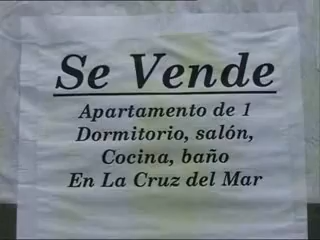 Se Vende
Apartamento de 1
Dormitorio, salón,
Cocina, baño
En La Cruz del Mar